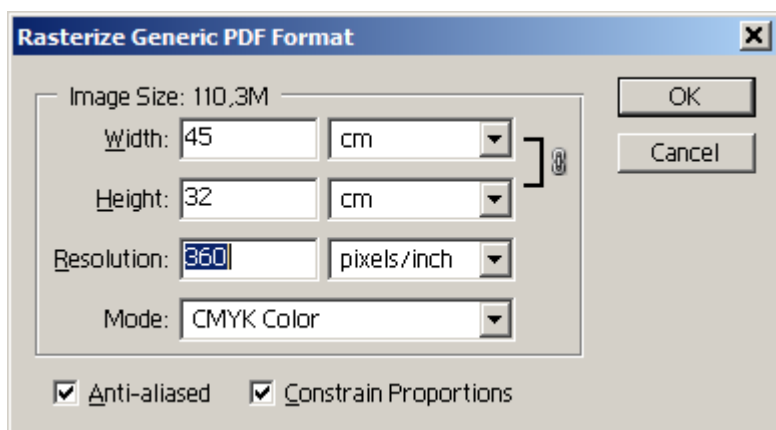 Rasterize Generic PDF Format
Image Size: 110,3M
OK
Width: 45 cm
Cancel
Height: 32 cm
Resolution: 360 pixels/inch
Mode: CMYK Color
Anti-aliased Constrain Proportions